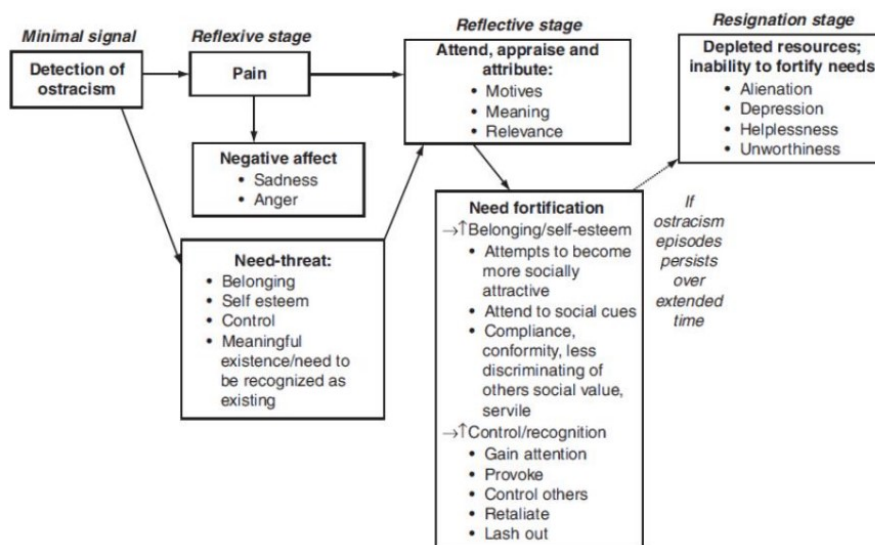 Minimal signal
Detection of
ostracism
Reflexive stage
Pain
Negative affect
• Sadness
• Anger
Need-threat:
• Belonging
• Self esteem
• Control
• Meaningful
existence/need to
be recognized as
existing
Reflective stage
Attend, appraise and
attribute:
• Motives
• Meaning
• Relevance
Need fortification
→↑Belonging/self-esteem
• Attempts to become
more socially
attractive
• Attend to social cues
• Compliance,
conformity, less
discriminating of
others social value,
servile
→↑Control/recognition
• Gain attention
• Provoke
• Control others
• Retaliate
• Lash out
Resignation stage
Depleted resources;
inability to fortify needs
• Alienation
• Depression
• Helplessness
• Unworthiness
If
ostracism
episodes
persists
over
extended
time